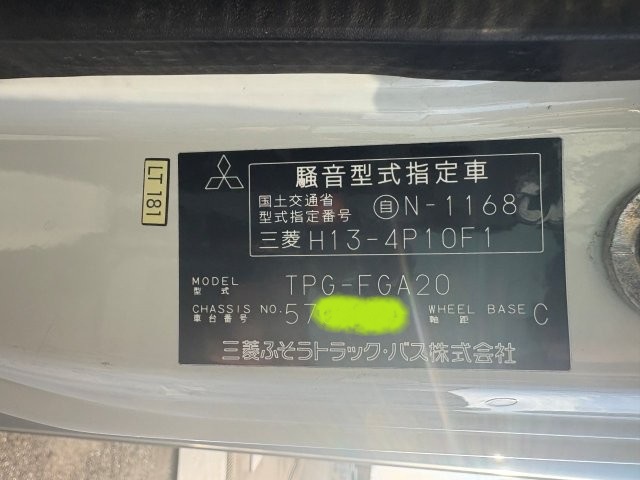 LT 181
騒音型式指定車
国土交通省
型式指定番号 自N-1168
三菱 H13-4P10F1
MODEL
型式 TPG-FGA20
CHASSIS NO.
車台番号 57
WHEEL BASE
軸距 C
三菱ふそうトラック・バス株式会社